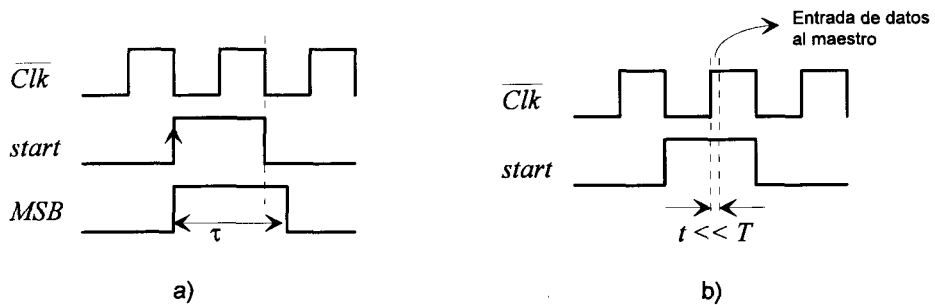 Entrada de datos
al maestro
Clk
start
MSB
τ
a)
Clk
start
t << T
b)